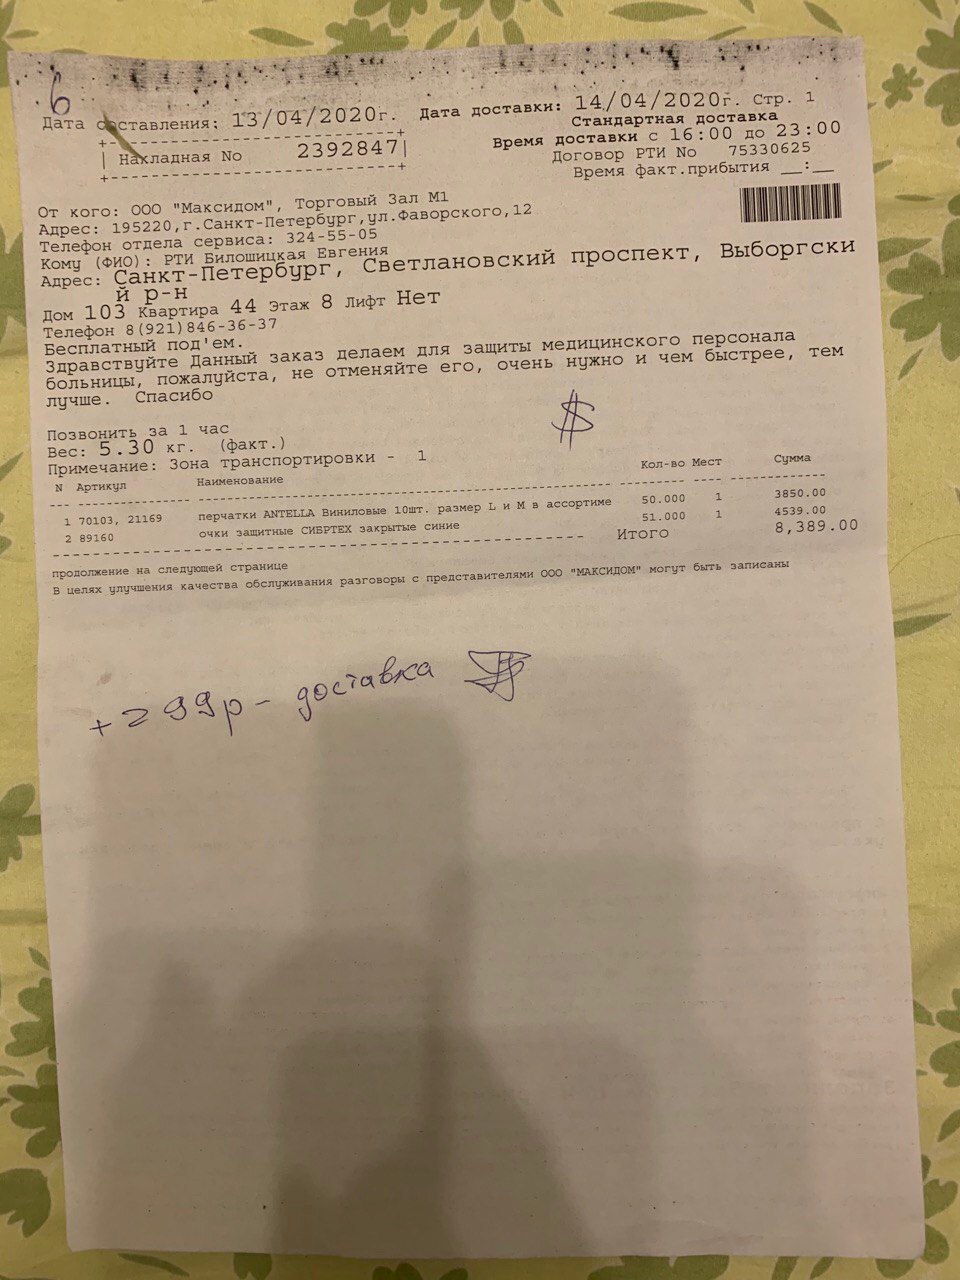 6
Дата составления: 13/04/2020г. Дата доставки: 14/04/2020г. Стр. 1
Стандартная доставка
Время доставки с 16:00 до 23:00
Накладная No 2392847
Договор РТИ No 75330625
Время факт.прибытия __:__
От кого: ООО "Максидом", Торговый Зал М1
Адрес: 195220,г.Санкт-Петербург,ул.Фаворского,12
Телефон отдела сервиса: 324-55-05
Кому (ФИО): РТИ Билошицкая Евгения
Адрес: Санкт-Петербург, Светлановский проспект, Выборгски
й р-н
Дом 103 Квартира 44 Этаж 8 Лифт Нет
Телефон 8(921)846-36-37
Бесплатный под'ем.
Здравствуйте Данный заказ делаем для защиты медицинского персонала
больницы, пожалуйста, не отменяйте его, очень нужно и чем быстрее, тем
лучше. Спасибо
Позвонить за 1 час
Вес: 5.30 кг. (факт.)
Примечание: Зона транспортировки - 1
N Артикул Наименование Кол-во Мест Сумма
1 70103, 21169 перчатки ANTELLA Виниловые 10шт. размер L и М в ассортиме 50.000 1 3850.00
2 89160 очки защитные СИБРТЕХ закрытые синие 51.000 1 4539.00
Итого 8,389.00
продолжение на следующей странице
В целях улучшения качества обслуживания разговоры с представителями ООО "МАКСИДОМ" могут быть записаны
+299р - доставка